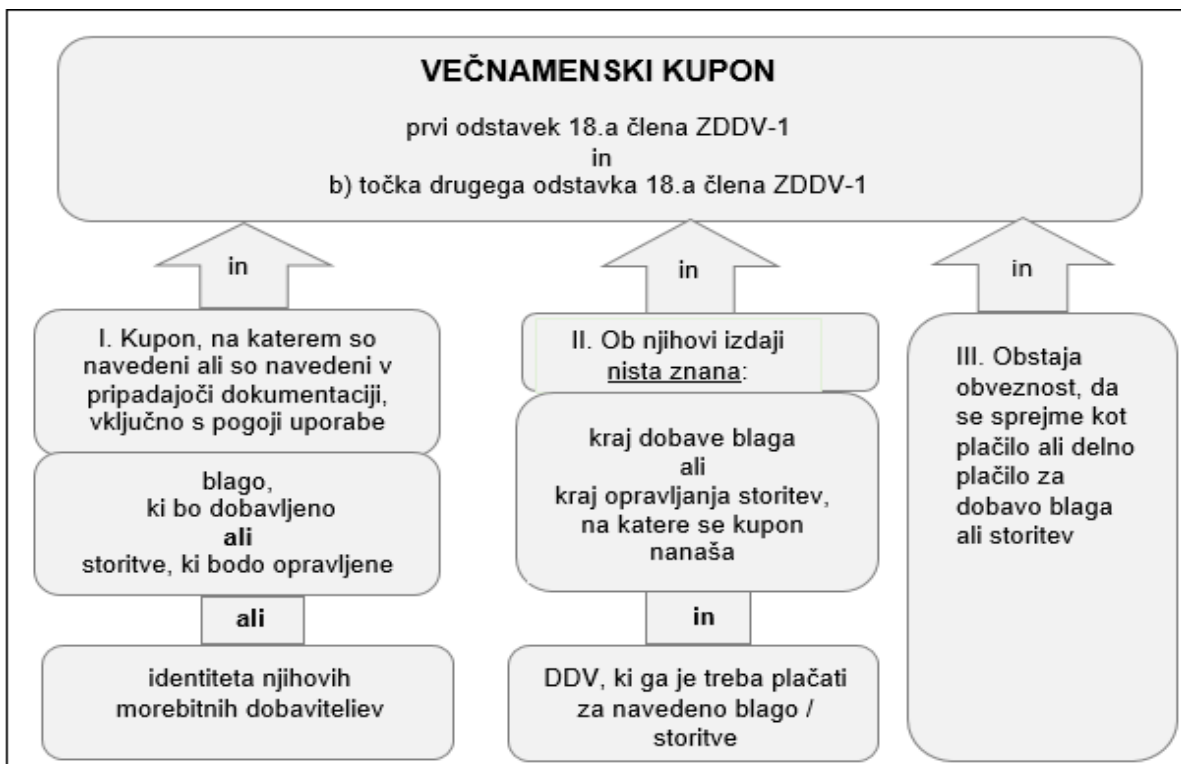 VEČNAMENSKI KUPON
prvi odstavek 18.a člena ZDDV-1
in
b) točka drugega odstavka 18.a člena ZDDV-1
in
I. Kupon, na katerem so
navedeni ali so navedeni v
pripadajoči dokumentaciji,
vključno s pogoji uporabe
blago,
ki bo dobavljeno
ali
storitve, ki bodo opravljene
ali
identiteta njihovih
morebitnih dobaviteliev
in
II. Ob njihovi izdaji
nista znana:
kraj dobave blaga
ali
kraj opravljanja storitev,
na katere se kupon
nanaša
in
DDV, ki ga je treba plačati
za navedeno blago /
storitve
in
III. Obstaja
obveznost, da
se sprejme kot
plačilo ali delno
plačilo za
dobavo blaga
ali storitev